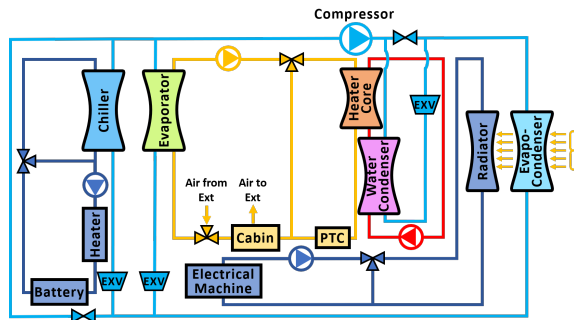 Compressor
Chiller
Evaporator
Heater
Core
EXV
Water
Condenser
Radiator
Evapo-
Condenser
Air from
Ext
Air to
Ext
Heater
Cabin
PTC
EXV
EXV
Battery
Electrical
Machine